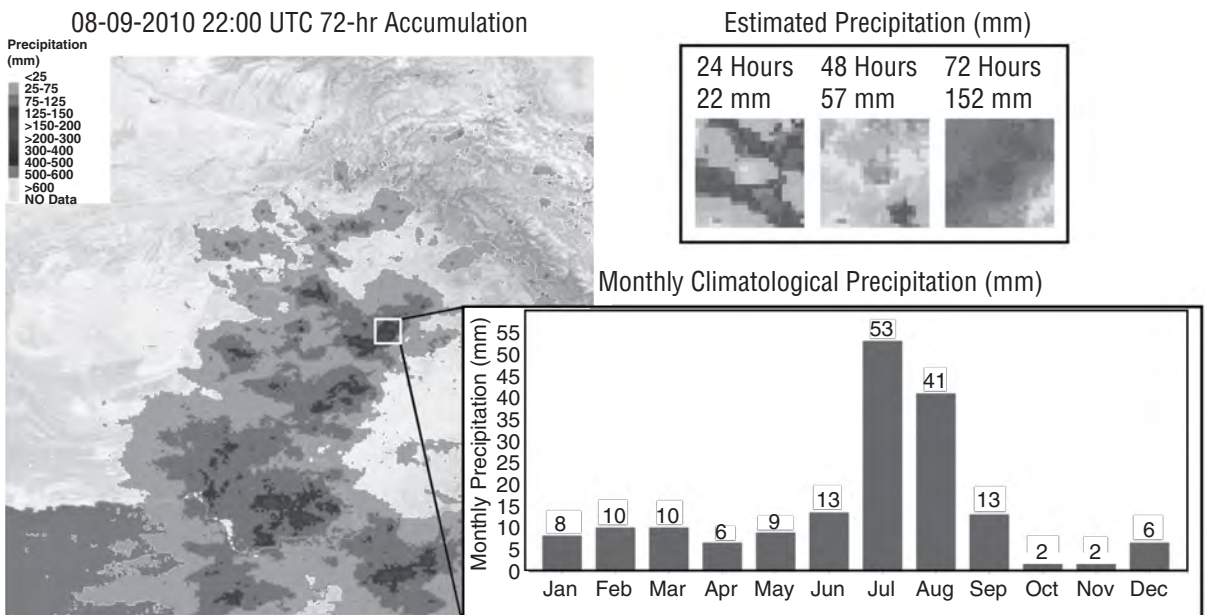 08-09-2010 22:00 UTC 72-hr Accumulation
Precipitation
(mm)
<25
25-75
75-125
125-150
>150-200
>200-300
300-400
400-500
500-600
>600
NO Data
Estimated Precipitation (mm)
24 Hours 48 Hours 72 Hours
22 mm 57 mm 152 mm
Monthly Climatological Precipitation (mm)
Monthly Precipitation (mm)
55
50
45
40
35
30
25
20
15
10
5
0
8 10 10 6 9 13 53 41 13 2 2 6
Jan Feb Mar Apr May Jun Jul Aug Sep Oct Nov Dec